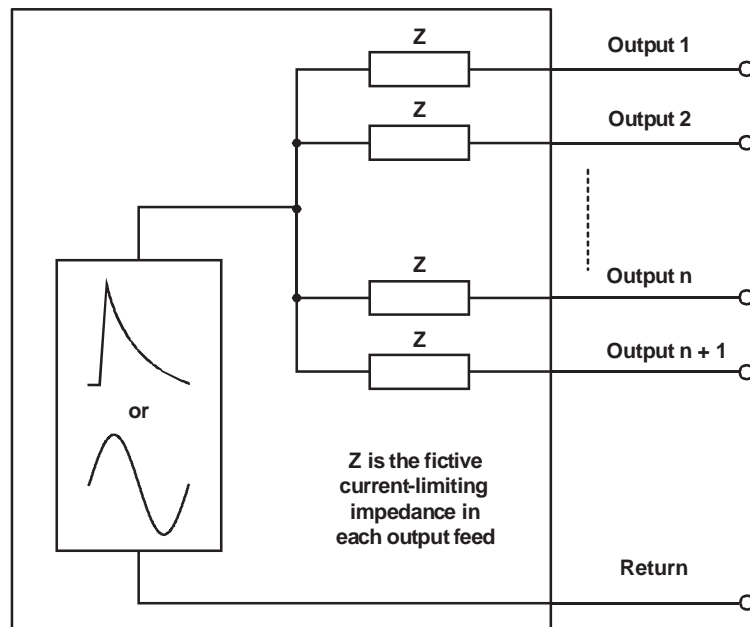 Z
Output 1
Z
Output 2
Z
Output n
Z
Output n + 1
or
Z is the fictive
current-limiting
impedance in
each output feed
Return